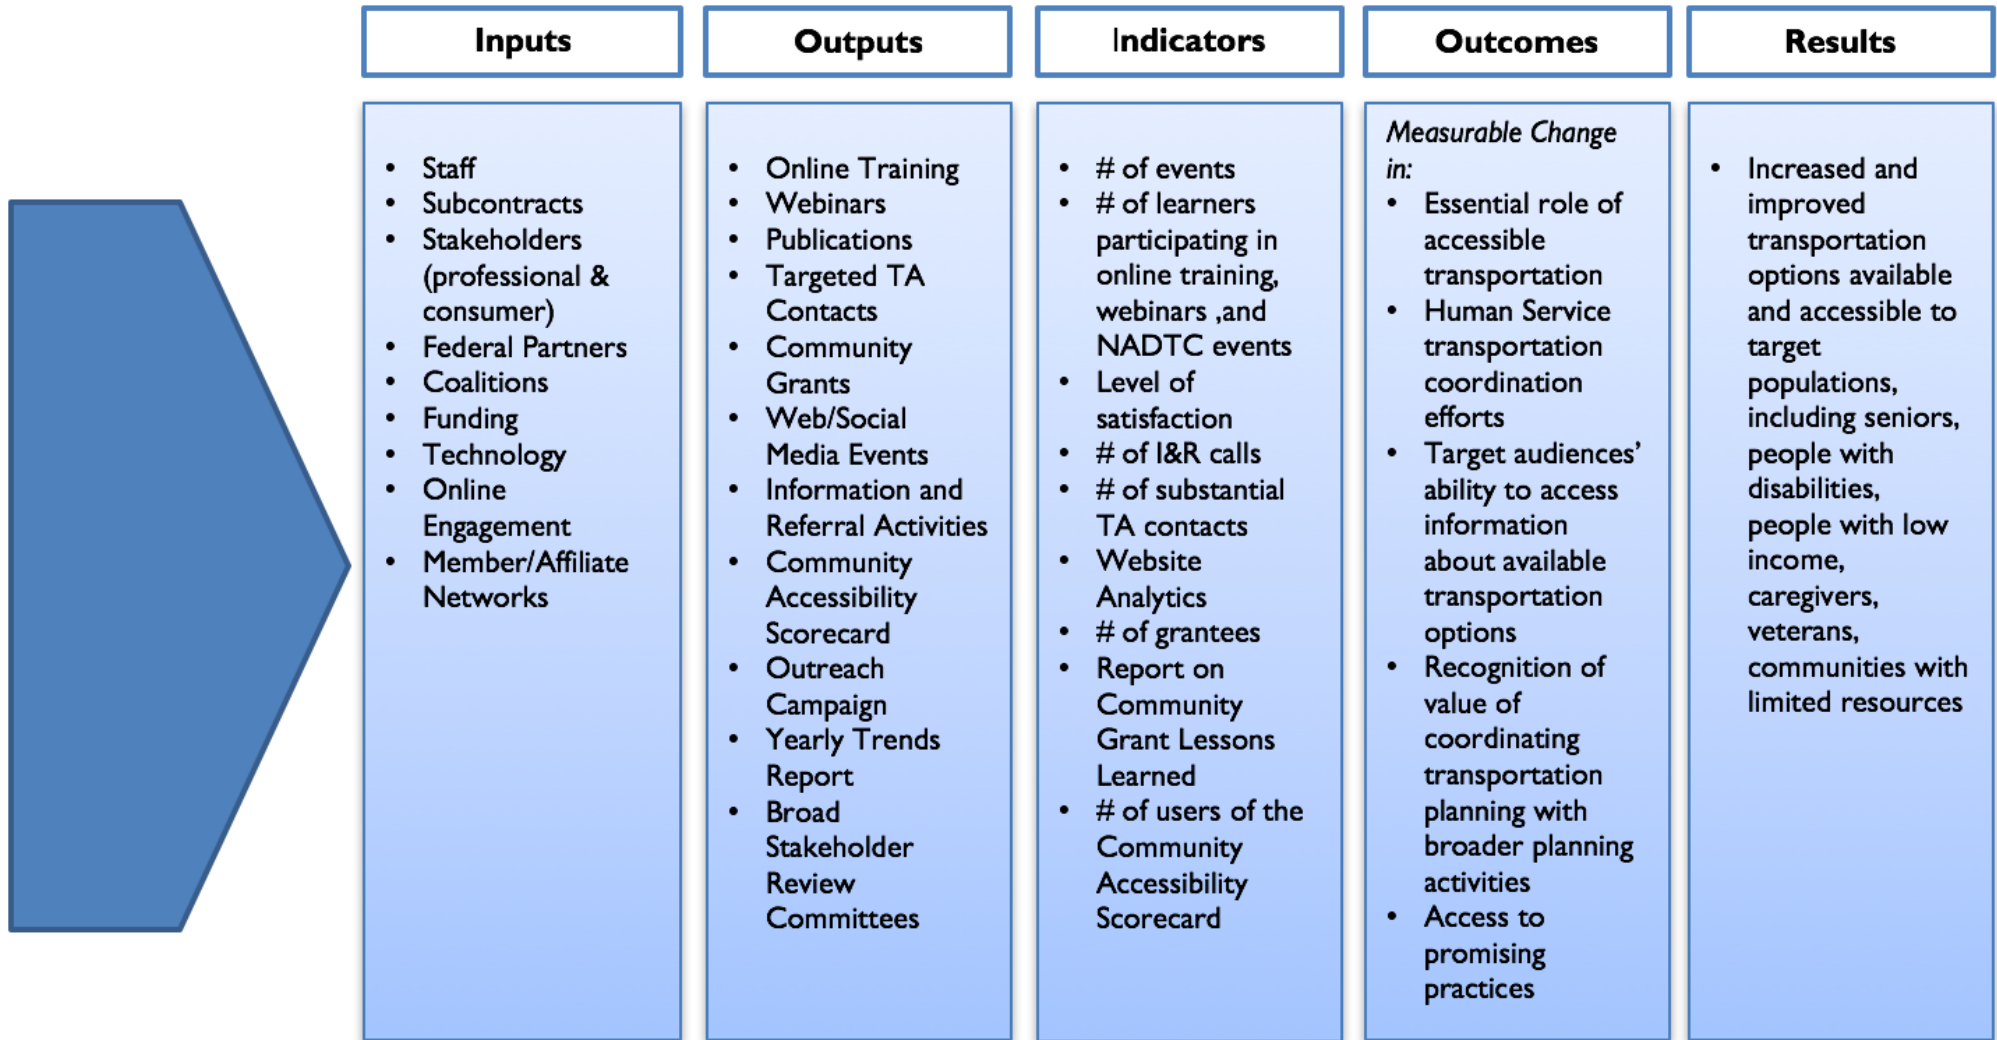 Inputs
Outputs
Indicators
Outcomes
Results
• Staff
• Subcontracts
• Stakeholders
(professional &
consumer)
• Federal Partners
• Coalitions
• Funding
• Technology
• Online
Engagement
• Member/Affiliate
Networks
• Online Training
• Webinars
• Publications
• Targeted TA
Contacts
• Community
Grants
• Web/Social
Media Events
• Information and
Referral Activities
• Community
Accessibility
Scorecard
• Outreach
Campaign
• Yearly Trends
Report
• Broad
Stakeholder
Review
Committees
• # of events
• # of learners
participating in
online training,
webinars ,and
NADTC events
• Level of
satisfaction
• # of I&R calls
• # of substantial
TA contacts
• Website
Analytics
• # of grantees
• Report on
Community
Grant Lessons
Learned
• # of users of the
Community
Accessibility
Scorecard
Measurable Change
in:
• Essential role of
accessible
transportation
• Human Service
transportation
coordination
efforts
• Target audiences’
ability to access
information
about available
transportation
options
• Recognition of
value of
coordinating
transportation
planning with
broader planning
activities
• Access to
promising
practices
• Increased and
improved
transportation
options available
and accessible to
target
populations,
including seniors,
people with
disabilities,
people with low
income,
caregivers,
veterans,
communities with
limited resources